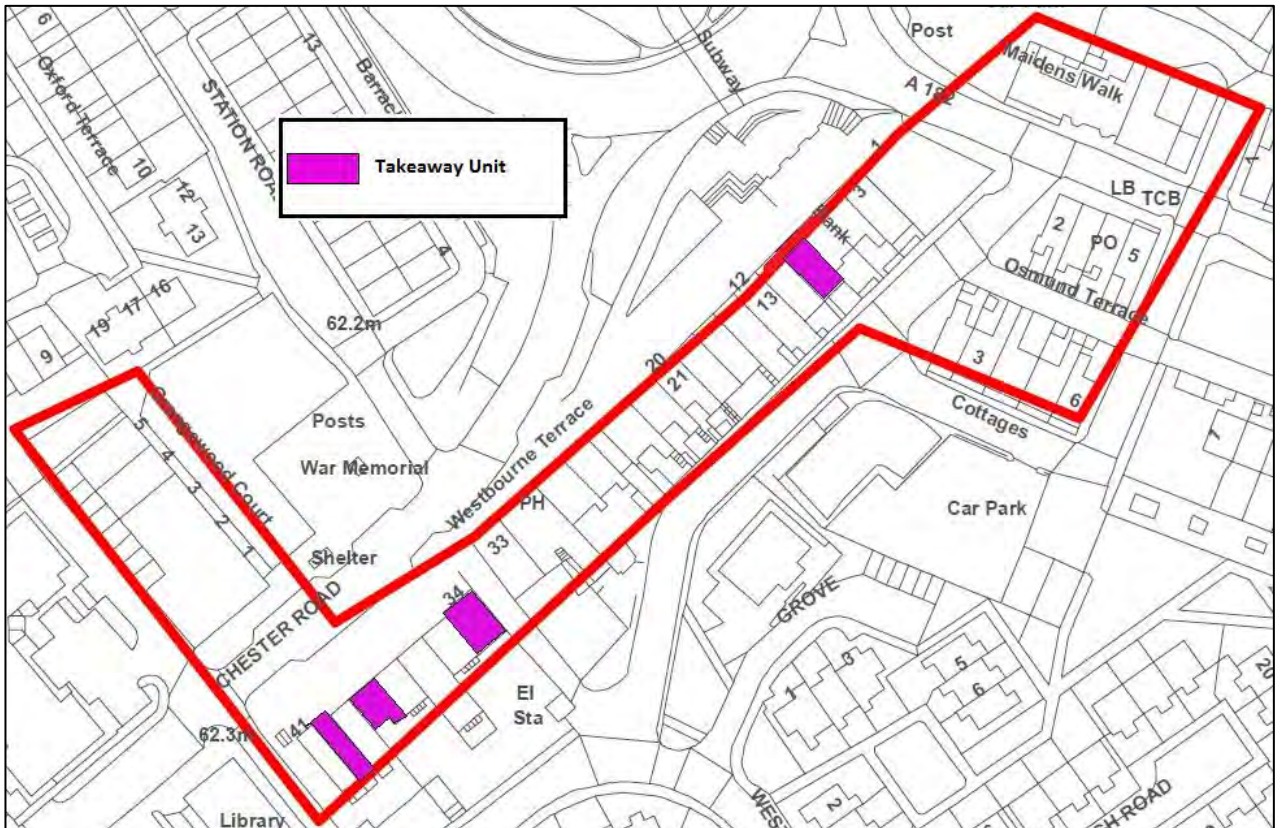 6
Oxford Terrace
10
12
13
STATION ROAD
13
Subway
Post
Maidens Walk
A 182
Takeaway Unit
4
1
3
Bank
LB TCB
2
PO
5
Osmund Terrace
12
13
19 17 16
9
62.2m
20
21
3
6
Cottages
7
Posts
War Memorial
Westbourne Terrace
5
4
3
2
1
PH
33
Car Park
Shelter
34
CHESTER ROAD
GROVE
1
3
5
6
20
El
Sta
41
62.3m
Library
2